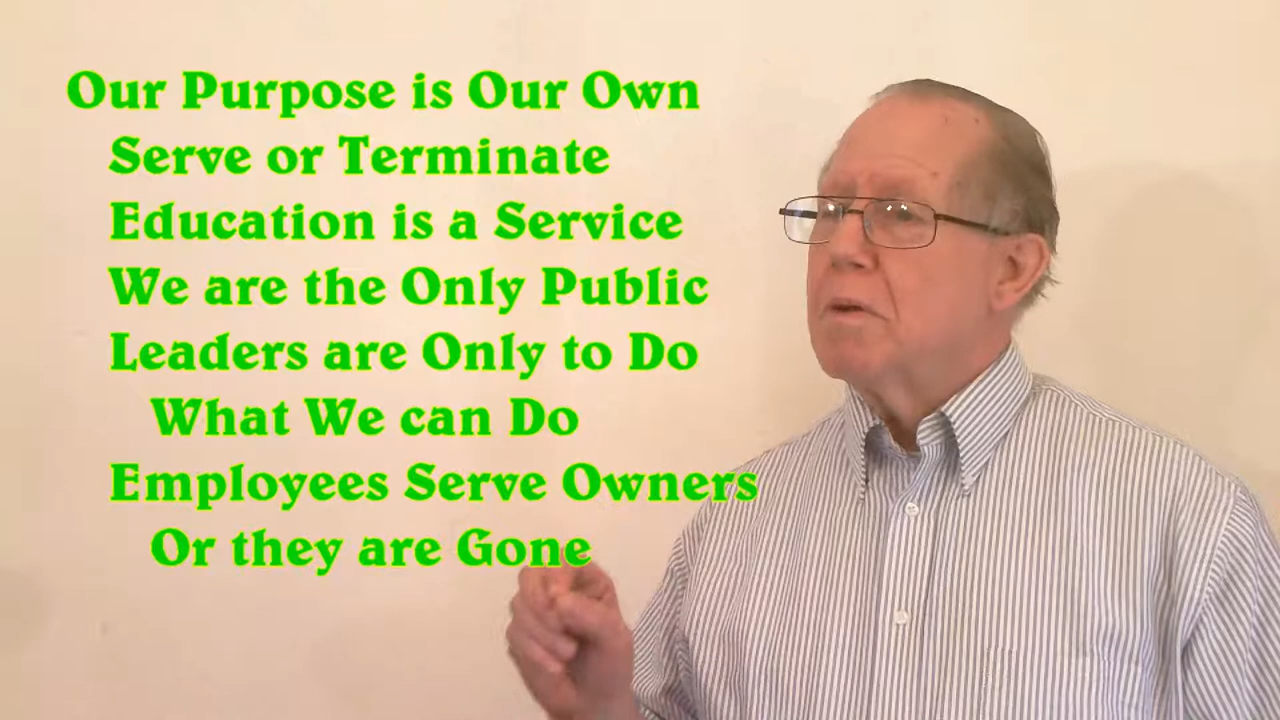 Our Purpose is Our Own
Serve or Terminate
Education is a Service
We are the Only Public
Leaders are Only to Do
What We can Do
Employees Serve Owners
Or they are Gone